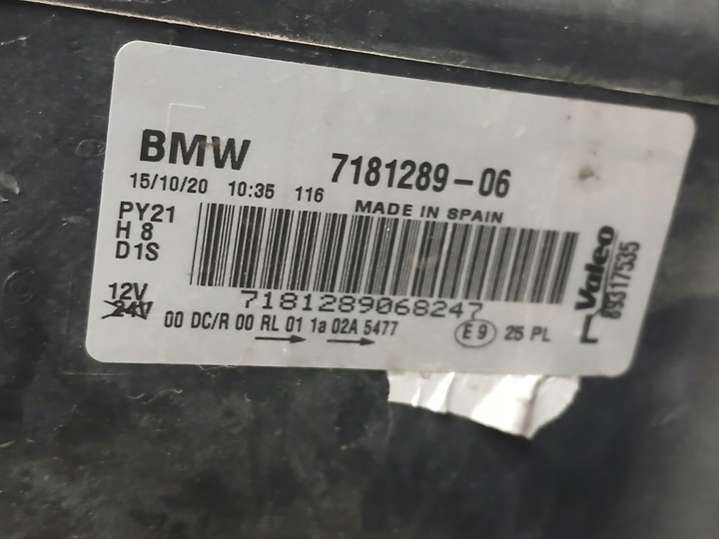 BMW 7181289-06
15/10/20 10:35 116 MADE IN SPAIN
PY21
H 8
D1S
12V
24V
7181289068247
00 DC/R 00 RL 01 1a 02A 5477
E9 25 PL
Valeo
89317535
L